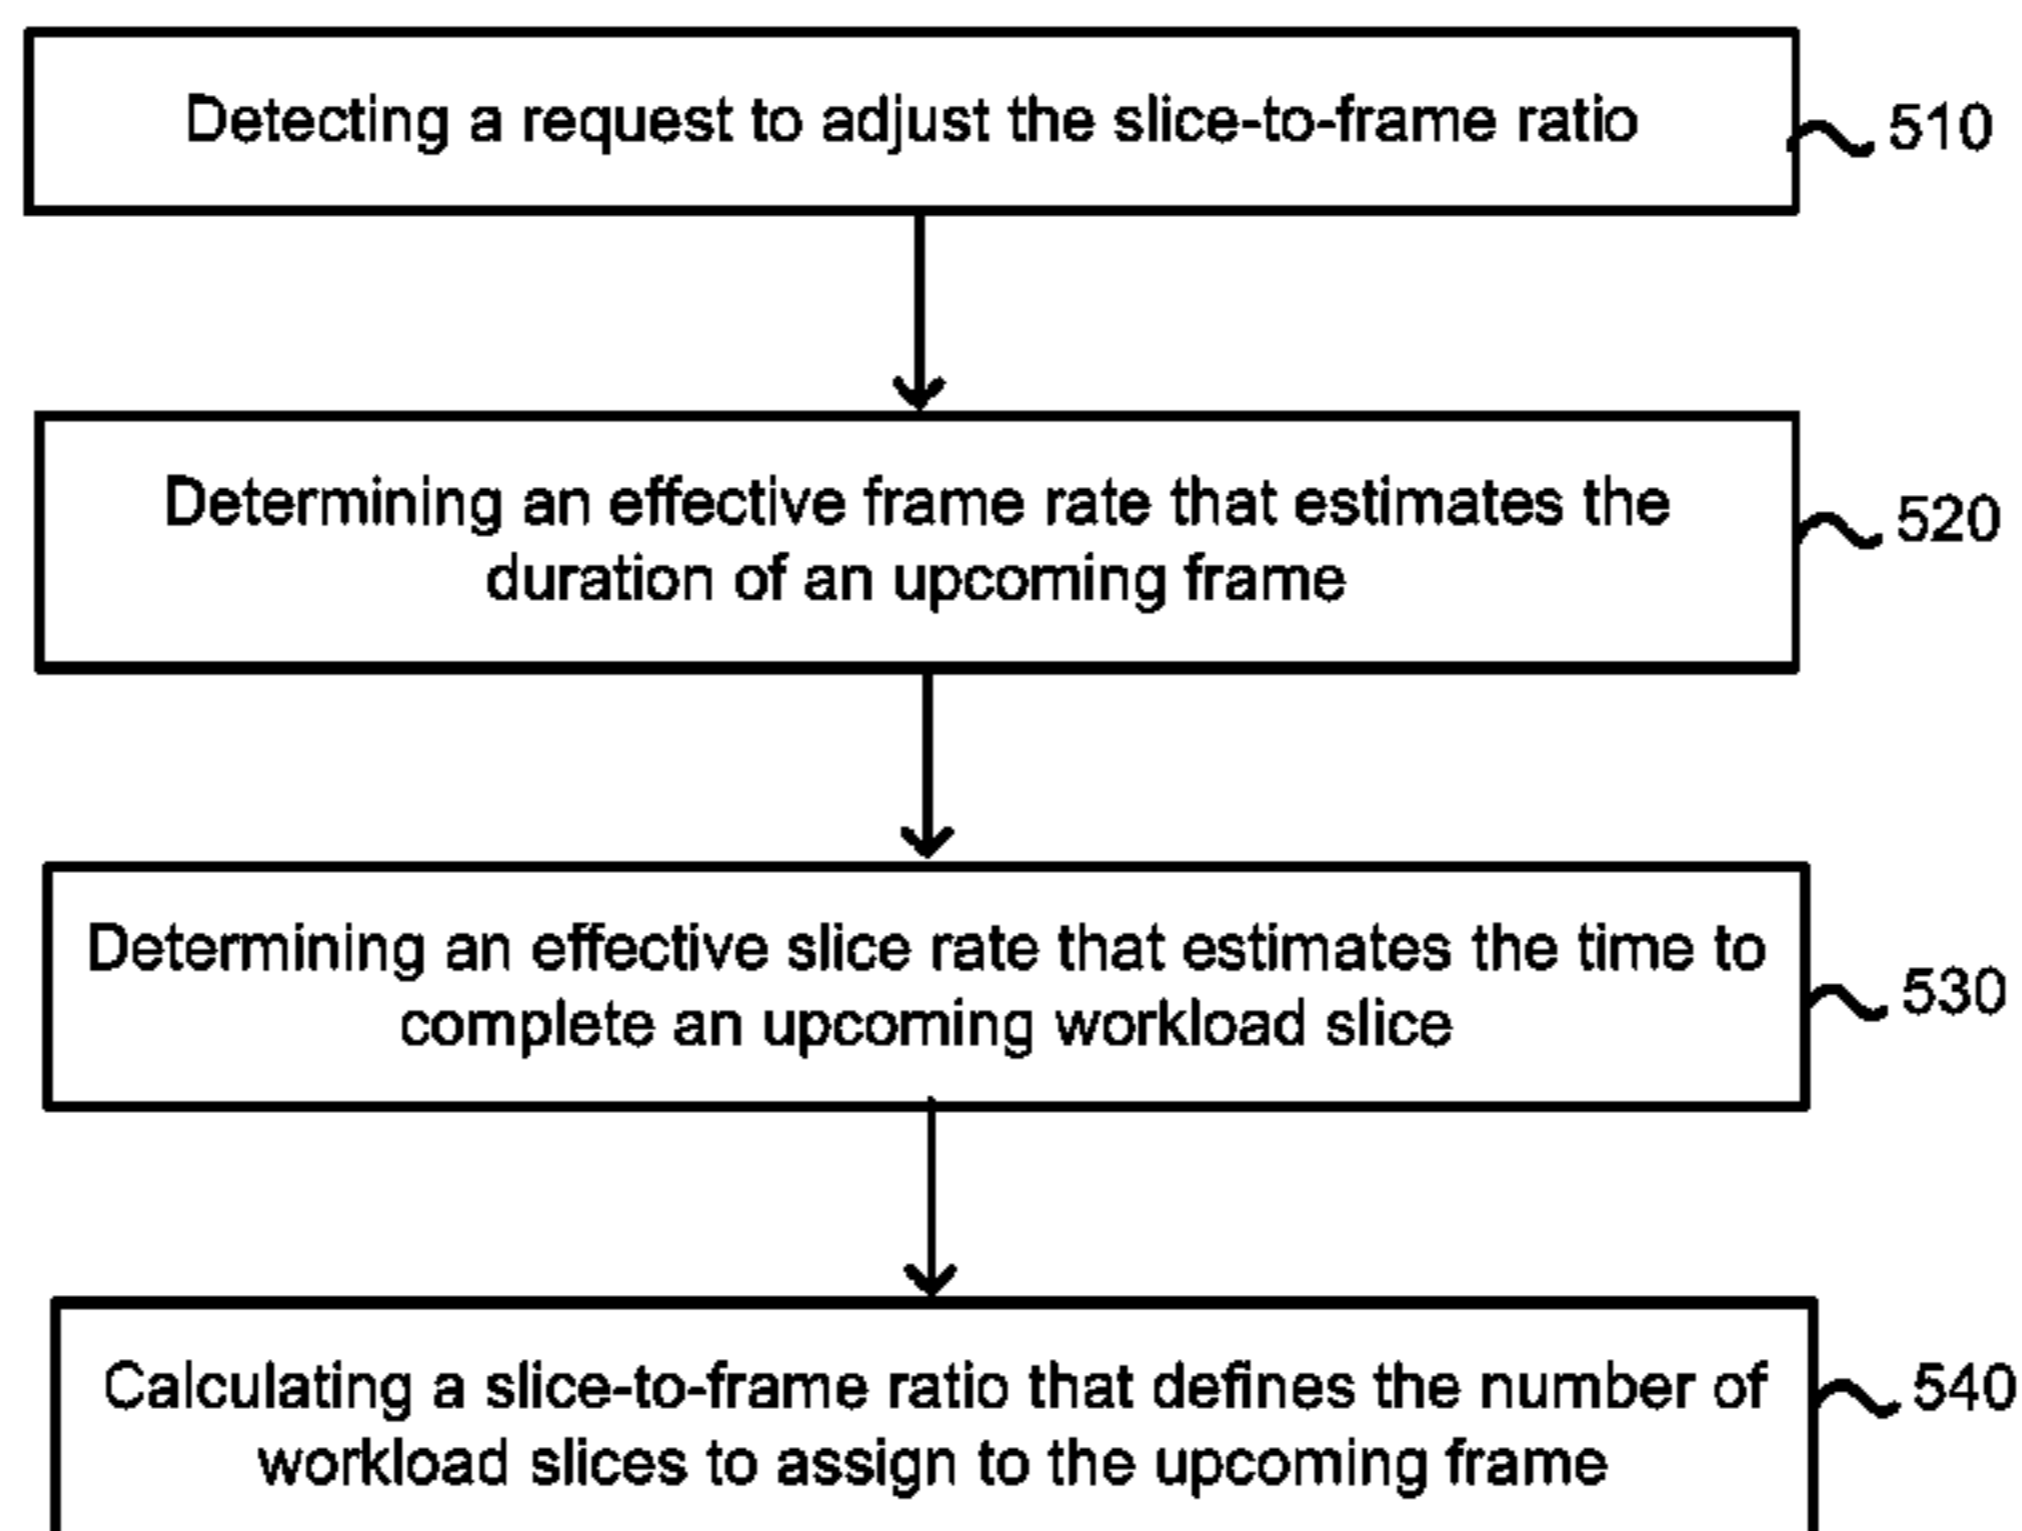 Detecting a request to adjust the slice-to-frame ratio
510
Determining an effective frame rate that estimates the
duration of an upcoming frame
520
Determining an effective slice rate that estimates the time to
complete an upcoming workload slice
530
Calculating a slice-to-frame ratio that defines the number of
workload slices to assign to the upcoming frame
540